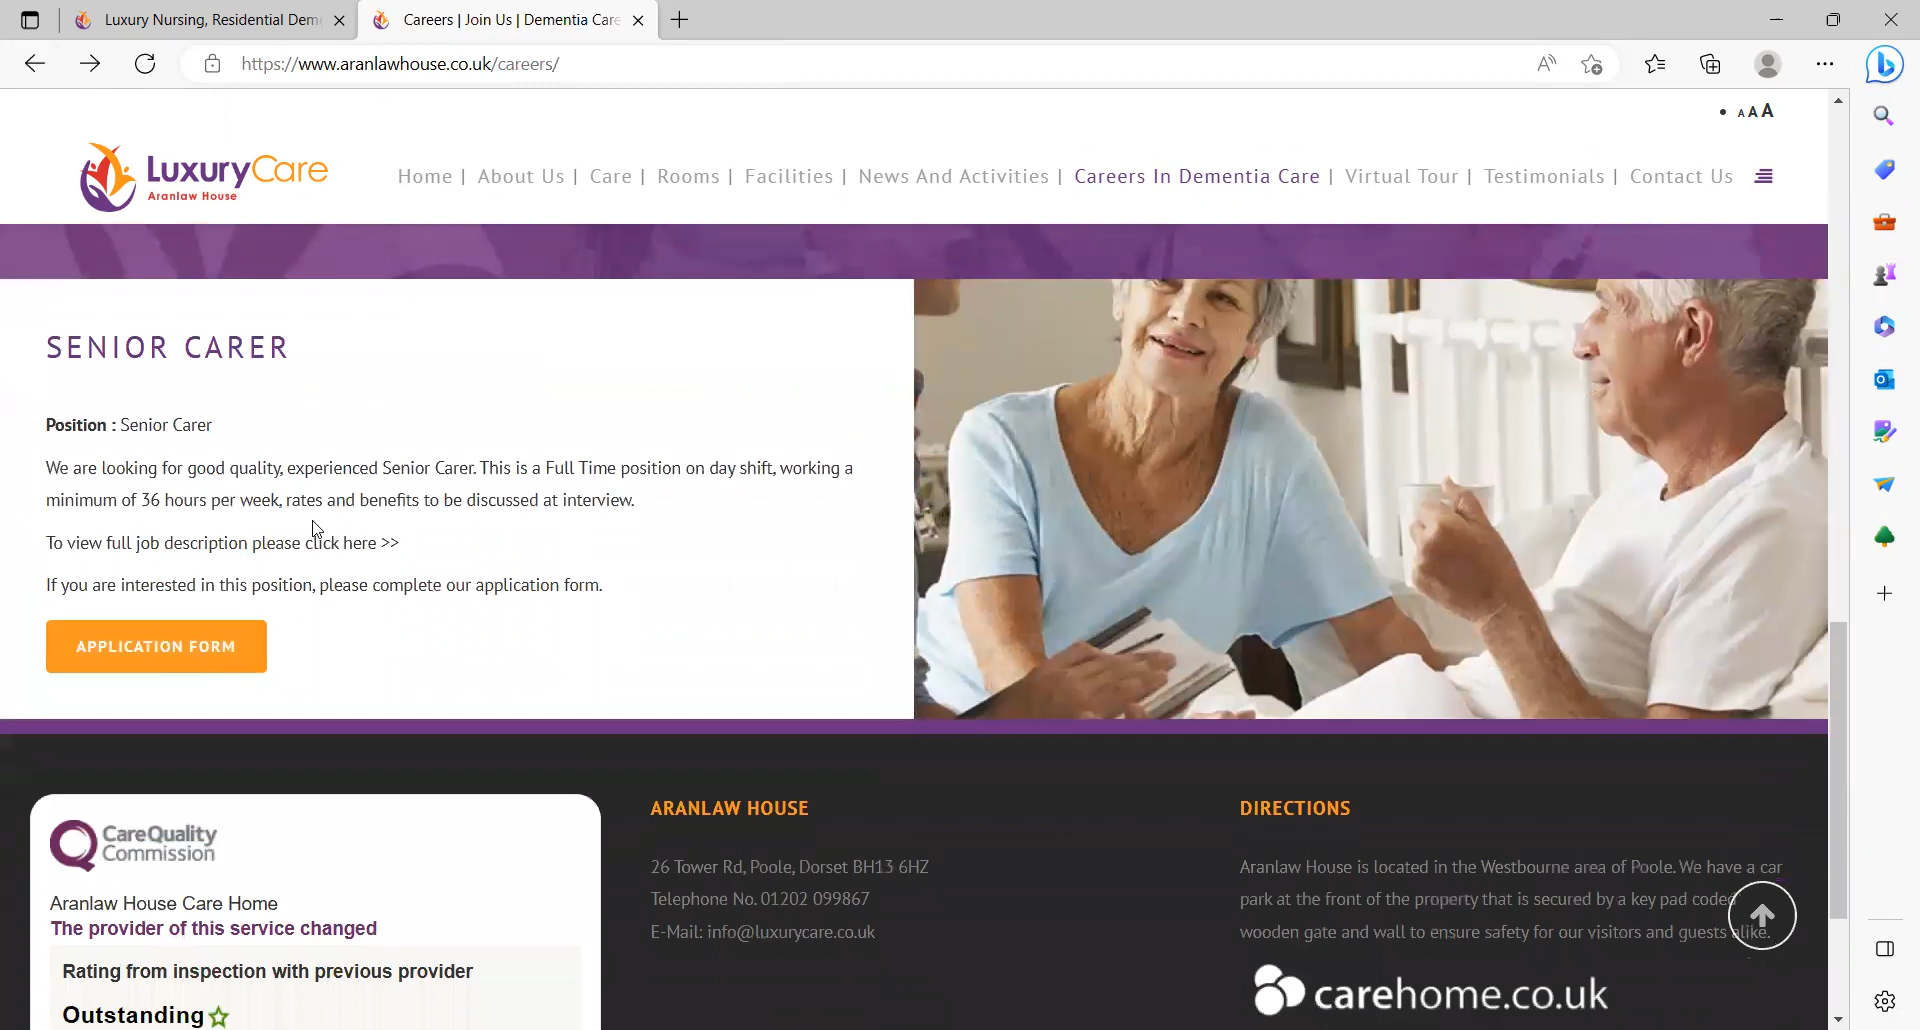 Luxury Nursing, Residential Dem
Careers | Join Us | Dementia Care
https://www.aranlawhouse.co.uk/careers/
A A A
LuxuryCare
Aranlaw House
Home | About Us | Care | Rooms | Facilities | News And Activities | Careers In Dementia Care | Virtual Tour | Testimonials | Contact Us
SENIOR CARER
Position : Senior Carer
We are looking for good quality, experienced Senior Carer. This is a Full Time position on day shift, working a
minimum of 36 hours per week, rates and benefits to be discussed at interview.
To view full job description please click here >>
If you are interested in this position, please complete our application form.
APPLICATION FORM
CareQuality
Commission
Aranlaw House Care Home
The provider of this service changed
Rating from inspection with previous provider
Outstanding
ARANLAW HOUSE
26 Tower Rd, Poole, Dorset BH13 6HZ
Telephone No. 01202 099867
E-Mail: info@luxurycare.co.uk
DIRECTIONS
Aranlaw House is located in the Westbourne area of Poole. We have a car
park at the front of the property that is secured by a key pad coded
wooden gate and wall to ensure safety for our visitors and guests alike.
carehome.co.uk